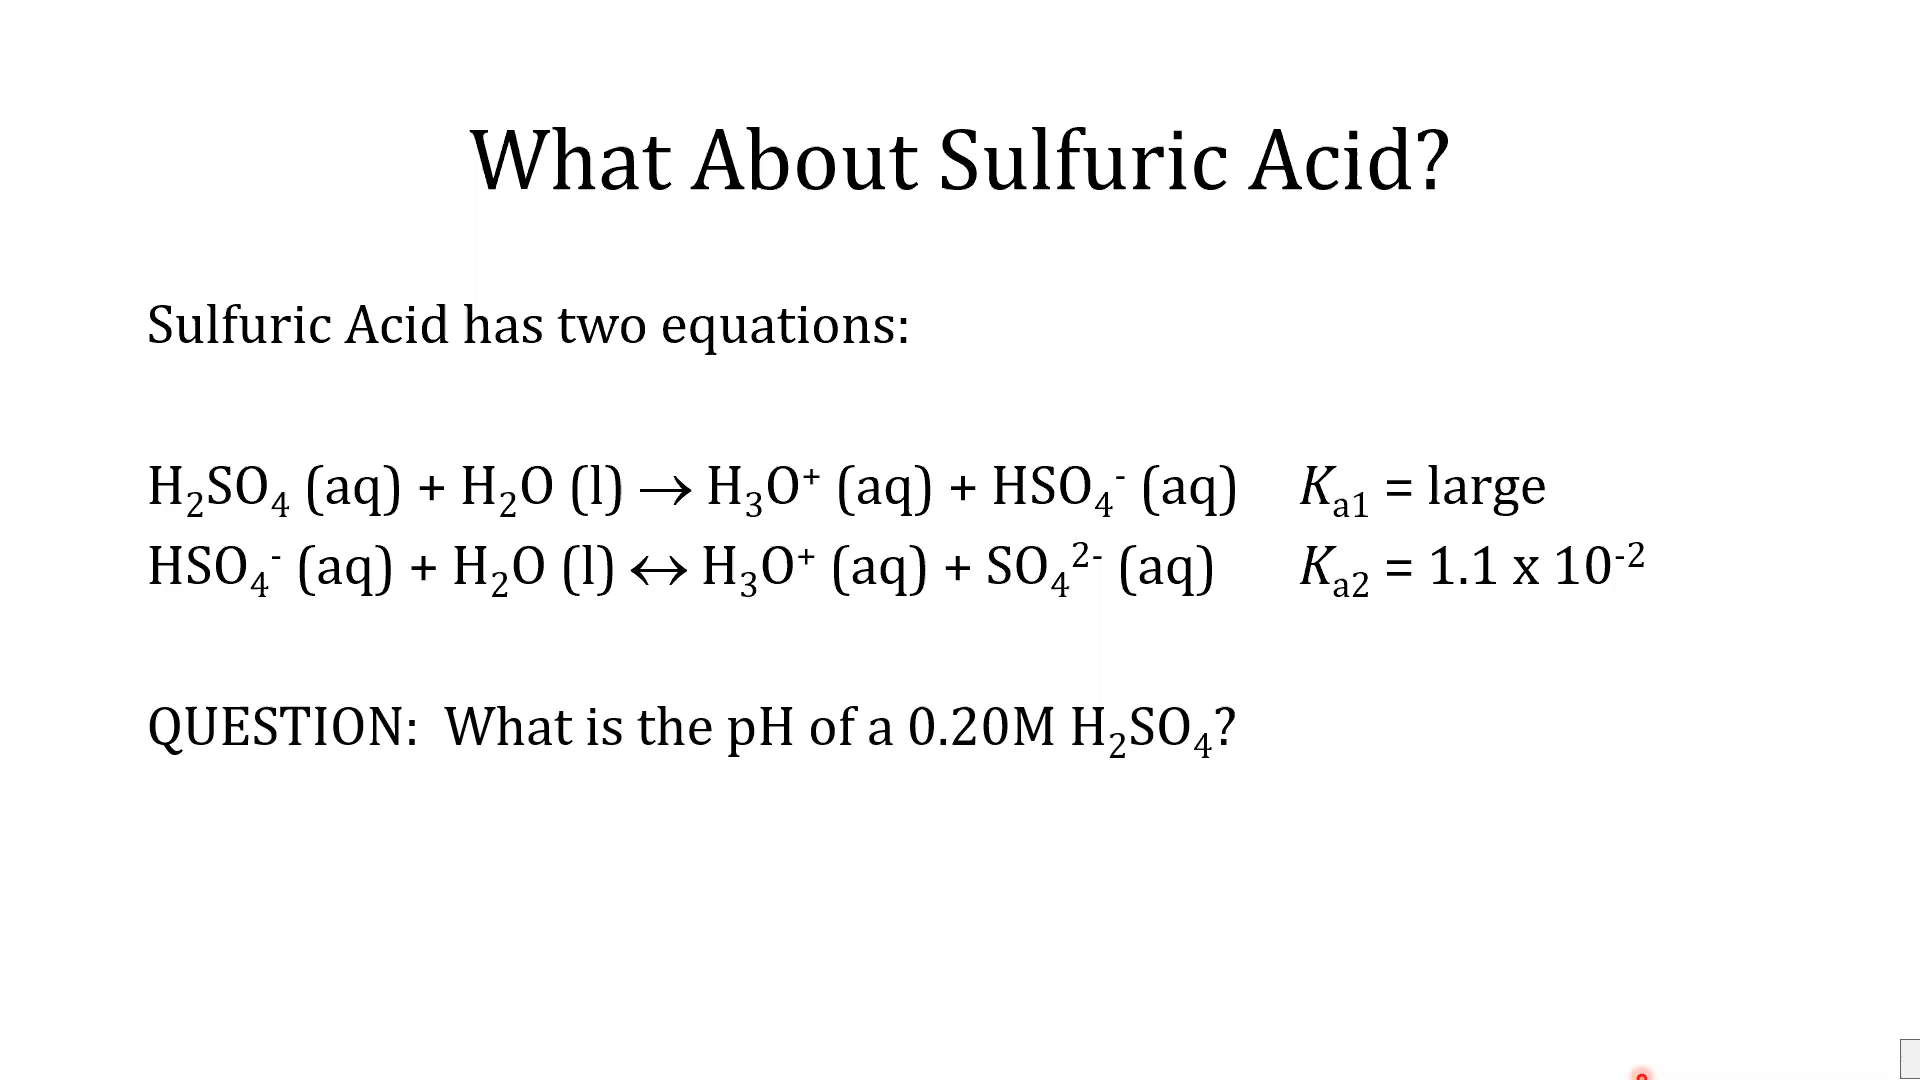 What About Sulfuric Acid?
Sulfuric Acid has two equations:
H₂SO₄ (aq) + H₂O (l) → H₃O⁺ (aq) + HSO₄⁻ (aq) Kₐ₁ = large
HSO₄⁻ (aq) + H₂O (l) ↔ H₃O⁺ (aq) + SO₄²⁻ (aq) Kₐ₂ = 1.1 x 10⁻²
QUESTION: What is the pH of a 0.20M H₂SO₄?